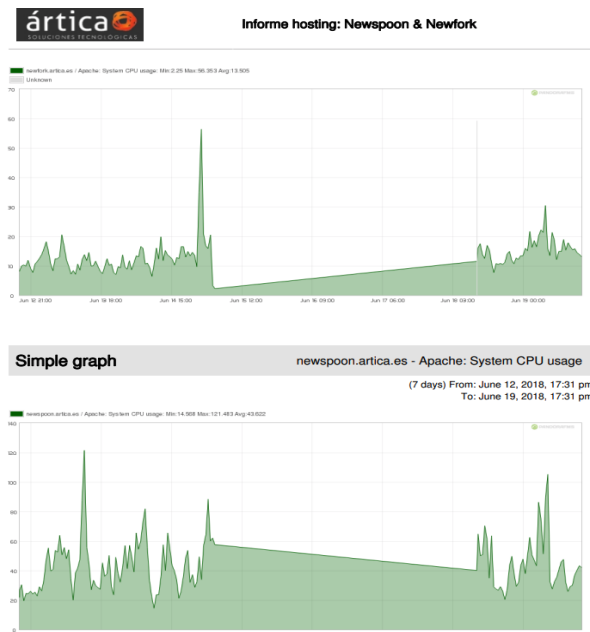 ártica
SOLUCIONES TECNOLÓGICAS
Informe hosting: Newspoon & Newfork
newfork.artica.es / Apache: System CPU usage: Min:2.25 Max:56.353 Avg:13.505
Unknown
70
60
50
40
30
20
10
0
Jun 12 21:00 Jun 13 18:00 Jun 14 15:00 Jun 15 12:00 Jun 16 09:00 Jun 17 06:00 Jun 18 03:00 Jun 19 00:00
Simple graph
newspoon.artica.es - Apache: System CPU usage
(7 days) From: June 12, 2018, 17:31 pm
To: June 19, 2018, 17:31 pm
newspoon.artica.es / Apache: System CPU usage: Min:14.968 Max:121.483 Avg:43.622
140
120
100
80
60
40
20
0